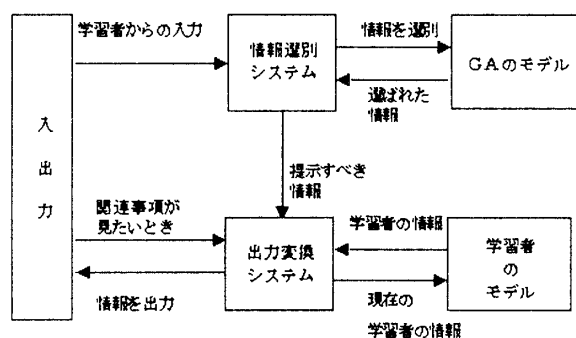 学習者からの入力
情報選別
システム
情報を選別
GAのモデル
選ばれた
情報
入
出
力
提示すべき
情報
関連事項が
見たいとき
出力変換
システム
学習者の情報
学習者
の
モデル
情報を出力
現在の
学習者の情報